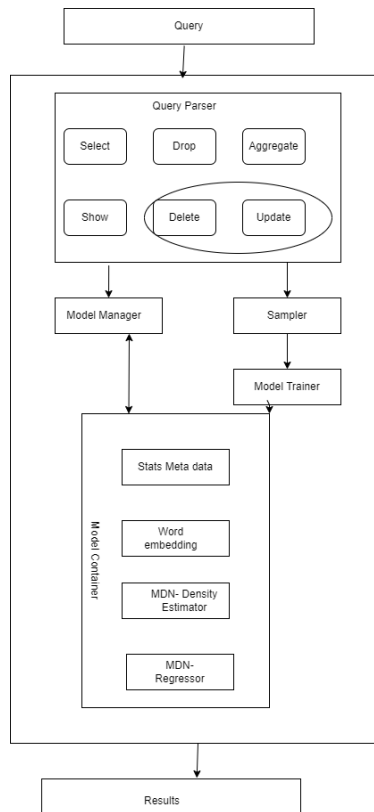 Query
Query Parser
Select
Drop
Aggregate
Show
Delete
Update
Model Manager
Sampler
Model Trainer
Model Container
Stats Meta data
Word
embedding
MDN- Density
Estimator
MDN-
Regressor
Results